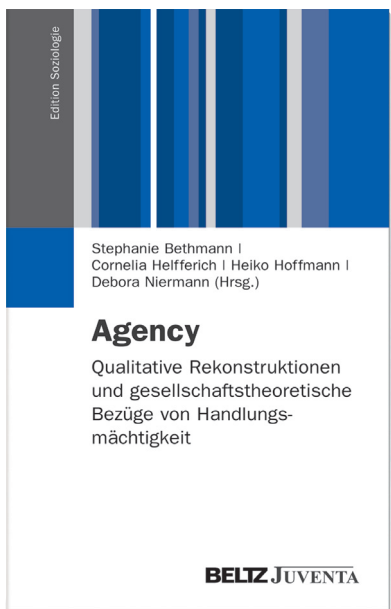 Edition Soziologie
Stephanie Bethmann |
Cornelia Helfferich | Heiko Hoffmann |
Debora Niermann (Hrsg.)
Agency
Qualitative Rekonstruktionen
und gesellschaftstheoretische
Bezüge von Handlungs-
mächtigkeit
BELTZ JUVENTA